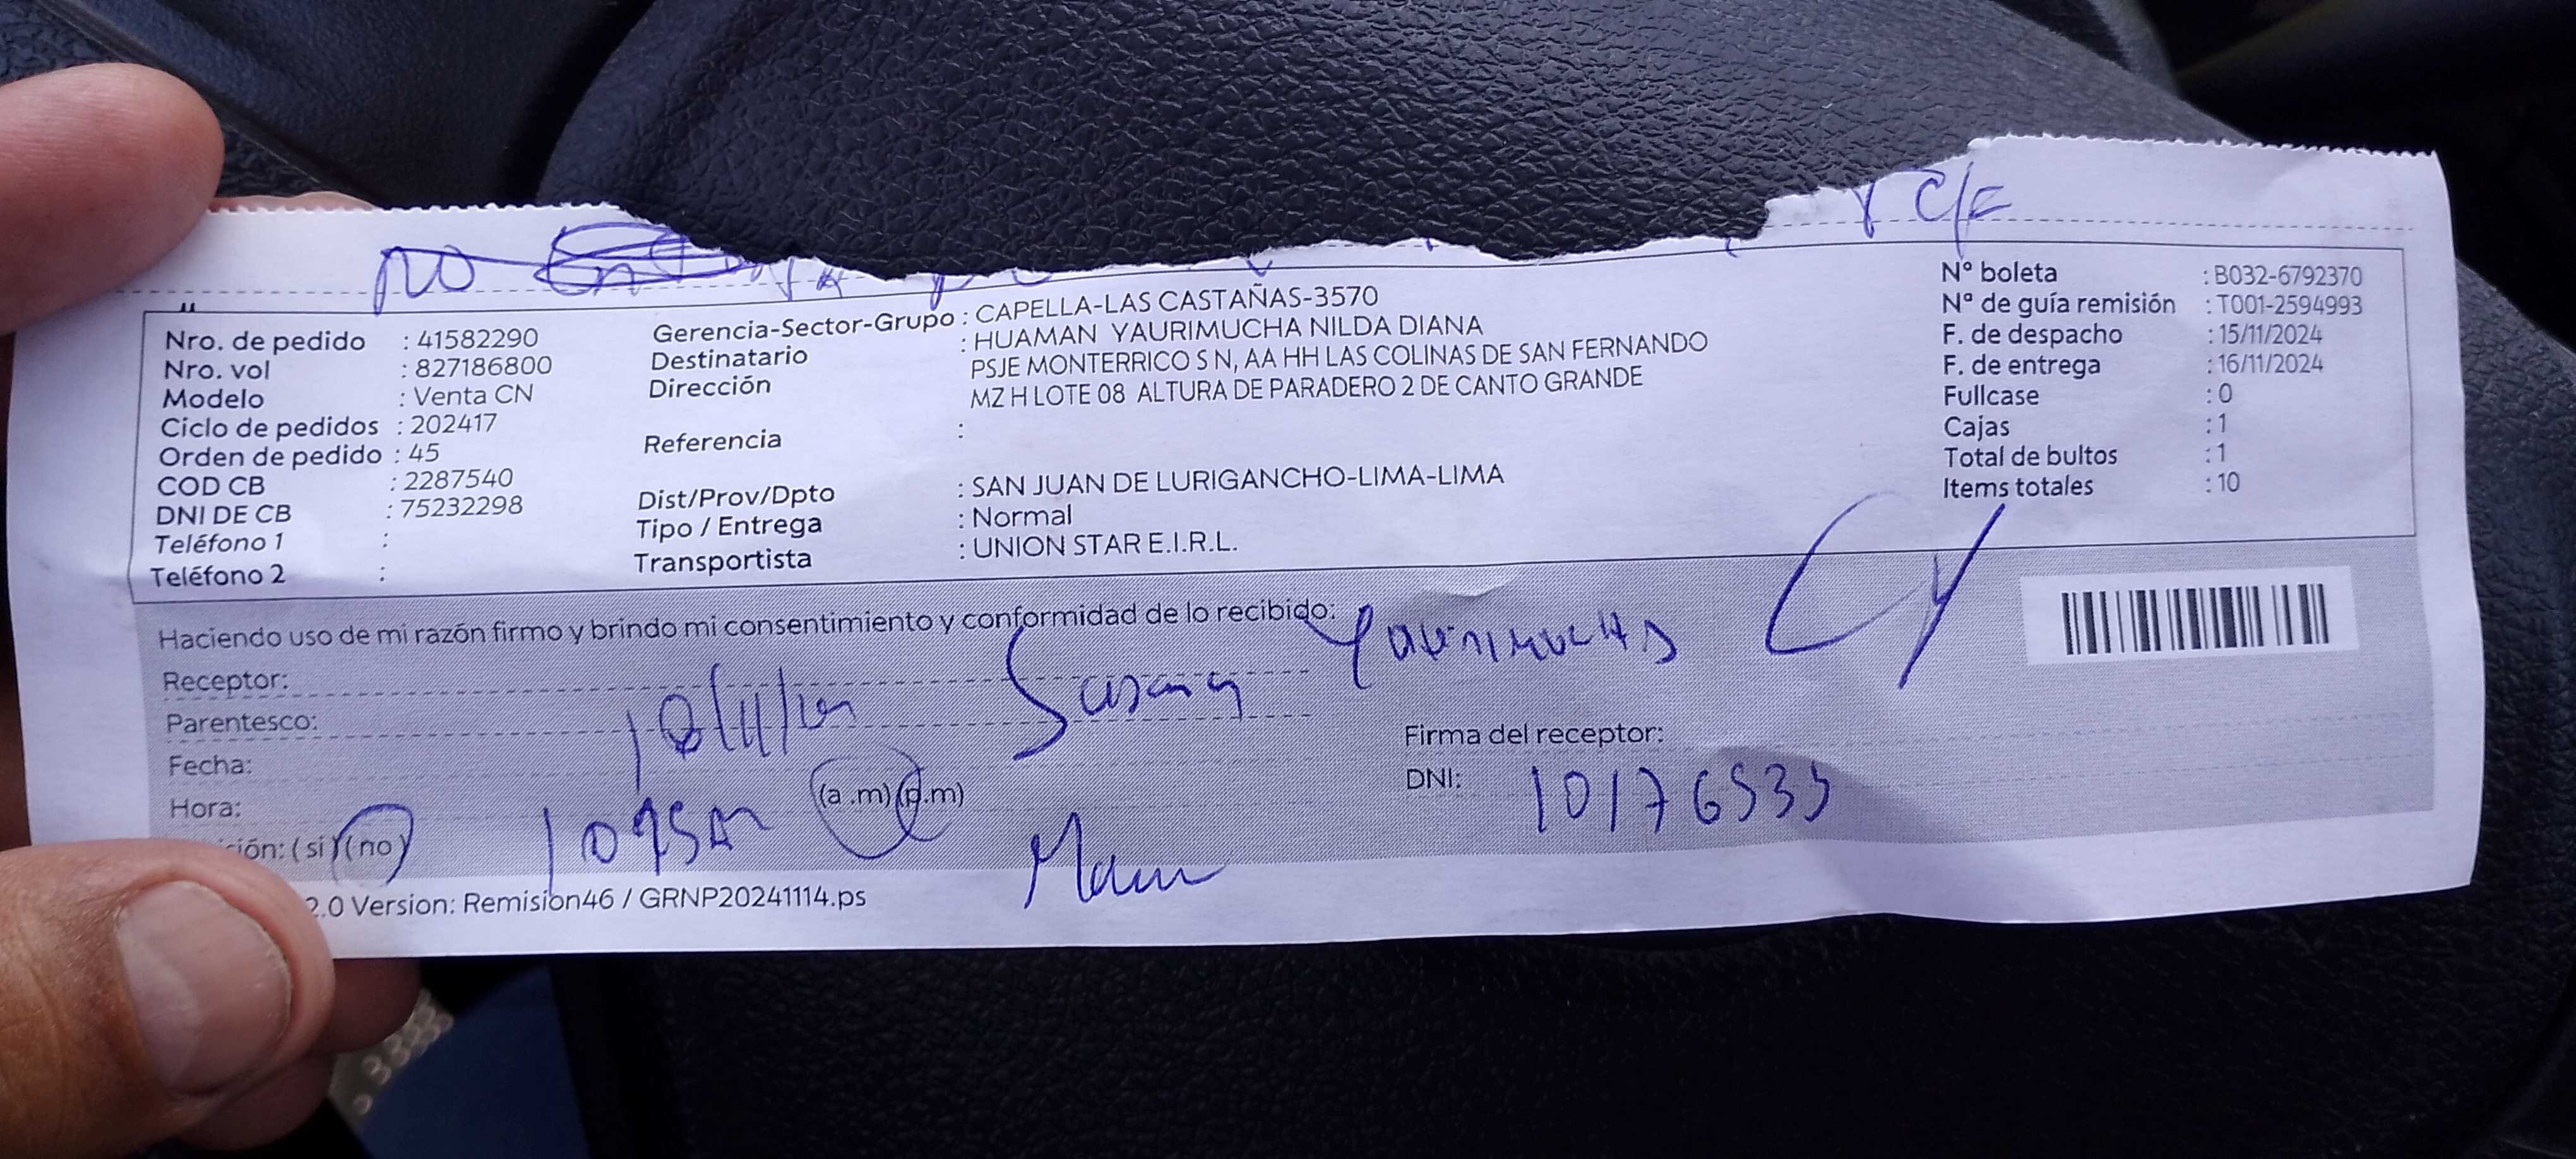 no
r C/F
Nro. de pedido : 41582290
Nro. vol : 827186800
Modelo : Venta CN
Ciclo de pedidos : 202417
Orden de pedido : 45
COD CB : 2287540
DNI DE CB : 75232298
Teléfono 1 :
Teléfono 2 :
Gerencia-Sector-Grupo : CAPELLA-LAS CASTAÑAS-3570
Destinatario : HUAMAN YAURIMUCHA NILDA DIANA
Dirección PSJE MONTERRICO S N, AA HH LAS COLINAS DE SAN FERNANDO
MZ H LOTE 08 ALTURA DE PARADERO 2 DE CANTO GRANDE
Referencia :
Dist/Prov/Dpto : SAN JUAN DE LURIGANCHO-LIMA-LIMA
Tipo / Entrega : Normal
Transportista : UNION STAR E.I.R.L.
Nº boleta : B032-6792370
Nª de guía remisión : T001-2594993
F. de despacho : 15/11/2024
F. de entrega : 16/11/2024
Fullcase : 0
Cajas : 1
Total de bultos : 1
Items totales : 10
Haciendo uso de mi razón firmo y brindo mi consentimiento y conformidad de lo recibido:
Receptor: Susana Yaurimucha
Parentesco:
Fecha:
Hora: (a .m) (p.m)
ción: ( si ) ( no )
Firma del receptor:
DNI: 10176535
Mam
2.0 Version: Remision46 / GRNP20241114.ps